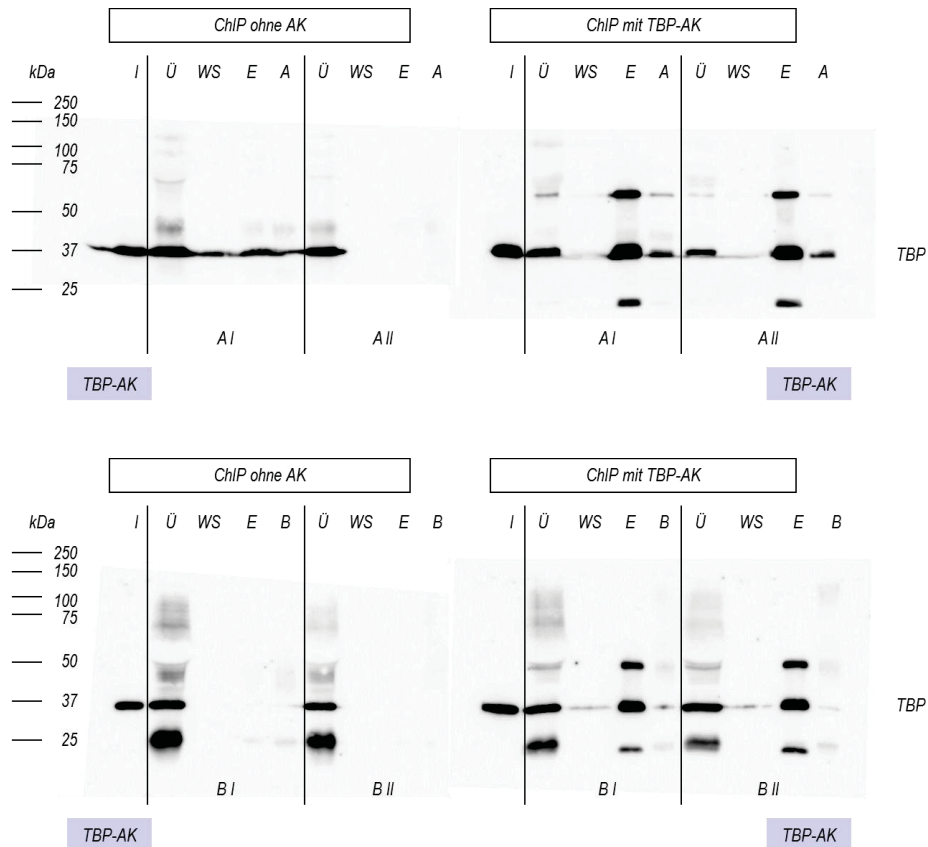 ChIP ohne AK ChIP mit TBP-AK
kDa I Ü WS E A Ü WS E A I Ü WS E A Ü WS E A
250
150
100
75
50
37 TBP
25
A I A II A I A II
TBP-AK TBP-AK
ChIP ohne AK ChIP mit TBP-AK
kDa I Ü WS E B Ü WS E B I Ü WS E B Ü WS E B
250
150
100
75
50
37 TBP
25
B I B II B I B II
TBP-AK TBP-AK